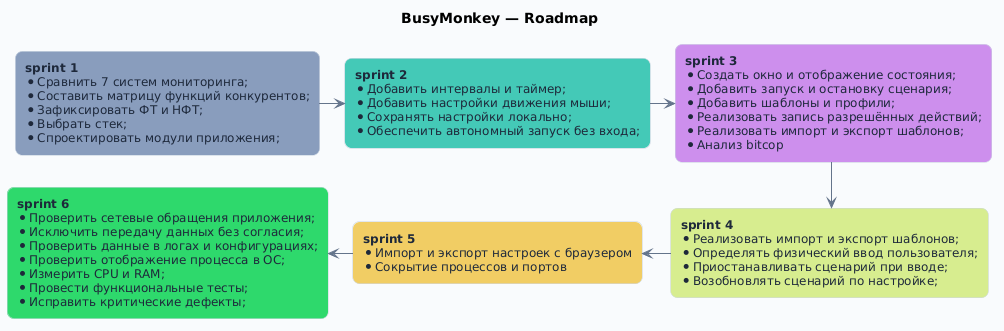 BusyMonkey — Roadmap
sprint 1
• Сравнить 7 систем мониторинга;
• Составить матрицу функций конкурентов;
• Зафиксировать ФТ и НФТ;
• Выбрать стек;
• Спроектировать модули приложения;
sprint 2
• Добавить интервалы и таймер;
• Добавить настройки движения мыши;
• Сохранять настройки локально;
• Обеспечить автономный запуск без входа;
sprint 3
• Создать окно и отображение состояния;
• Добавить запуск и остановку сценария;
• Добавить шаблоны и профили;
• Реализовать запись разрешённых действий;
• Реализовать импорт и экспорт шаблонов;
• Анализ bitcop
sprint 4
• Реализовать импорт и экспорт шаблонов;
• Определять физический ввод пользователя;
• Приостанавливать сценарий при вводе;
• Возобновлять сценарий по настройке;
sprint 5
• Импорт и экспорт настроек с браузером
• Сокрытие процессов и портов
sprint 6
• Проверить сетевые обращения приложения;
• Исключить передачу данных без согласия;
• Проверить данные в логах и конфигурациях;
• Проверить отображение процесса в ОС;
• Измерить CPU и RAM;
• Провести функциональные тесты;
• Исправить критические дефекты;